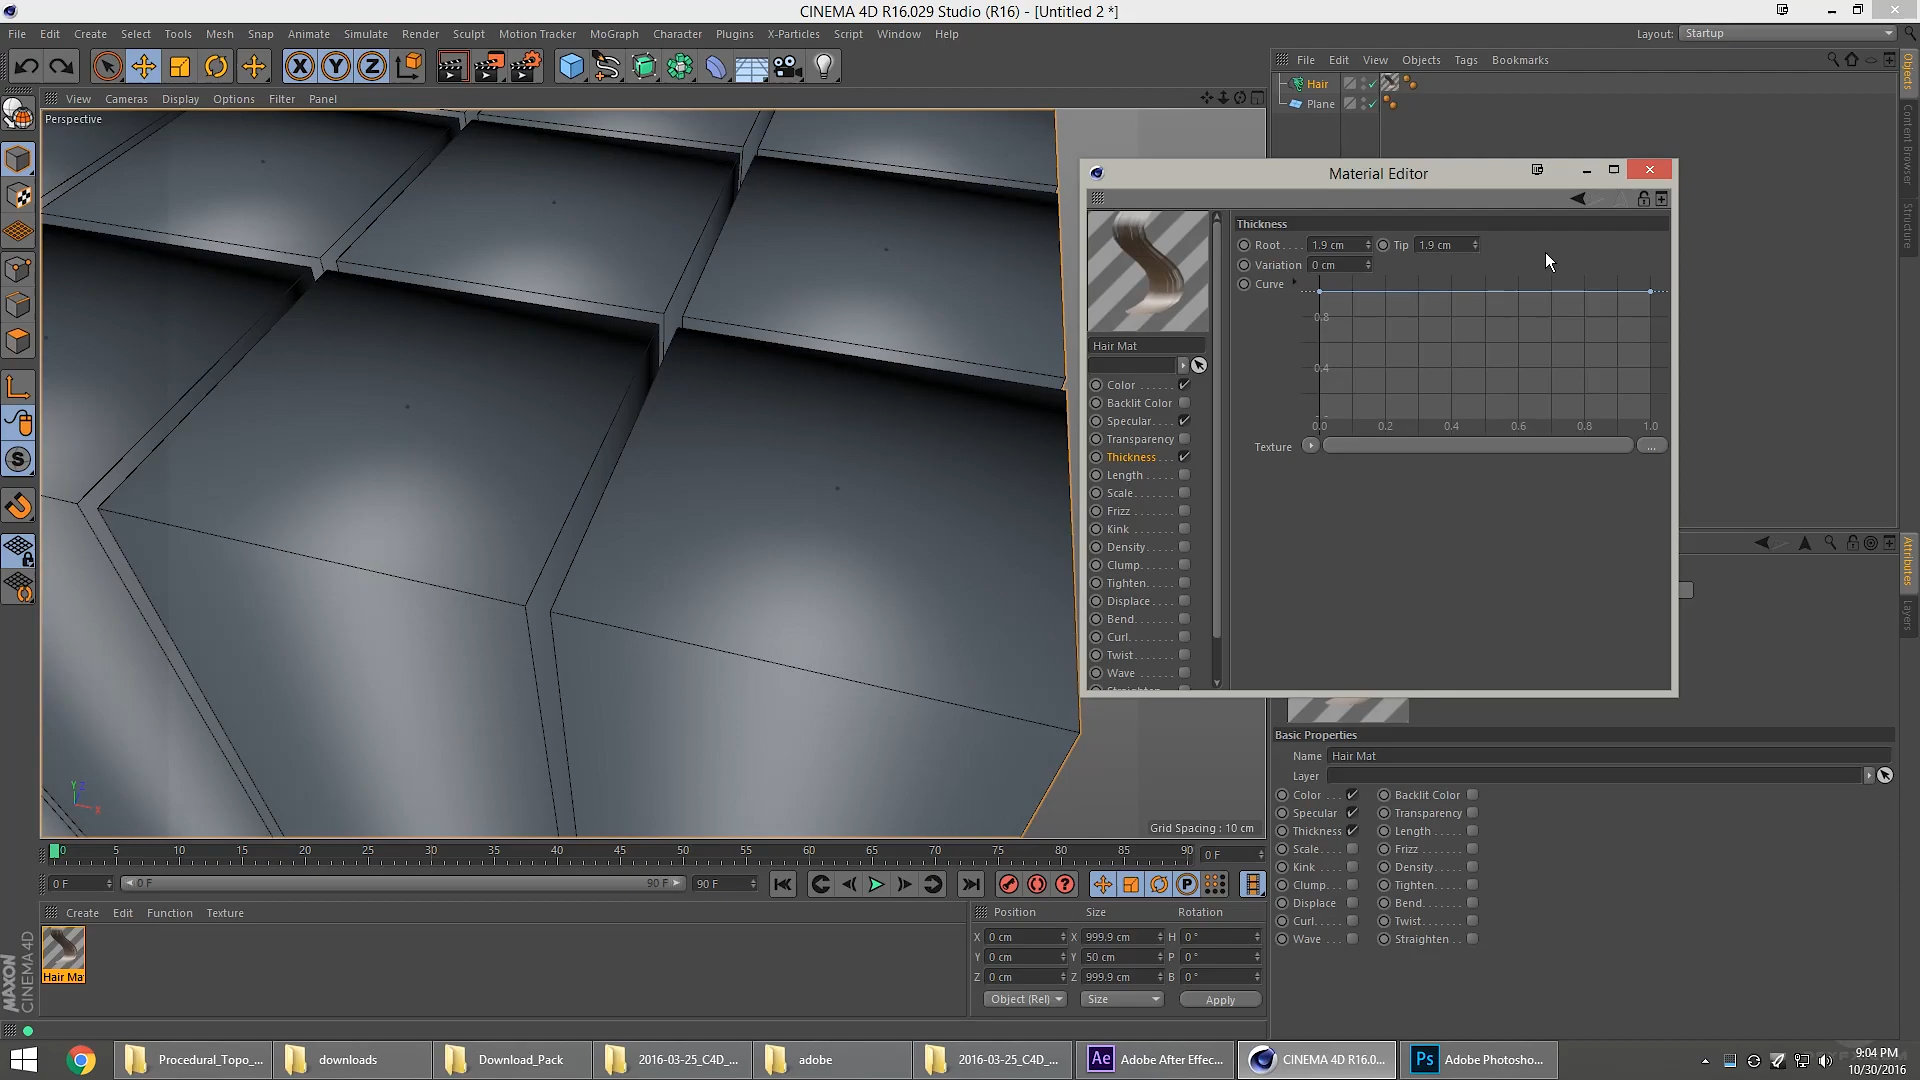 CINEMA 4D R16.029 Studio (R16) - [Untitled 2 *]
File Edit Create Select Tools Mesh Snap Animate Simulate Render Sculpt Motion Tracker MoGraph Character Plugins X-Particles Script Window Help
Layout: Startup
X Y Z
File Edit View Objects Tags Bookmarks
View Cameras Display Options Filter Panel
Hair
Plane
Perspective
Objects
Content Browser
Structure
Material Editor
Thickness
Root.... 1.9 cm Tip 1.9 cm
Variation 0 cm
Curve
0.8
0.4
0.0 0.2 0.4 0.6 0.8 1.0
Texture ...
Hair Mat
Color
Backlit Color
Specular
Transparency
Thickness
Length
Scale
Frizz
Kink
Density
Clump
Tighten
Displace
Bend
Curl
Twist
Wave
Straighten
S
Attributes
Layers
Basic Properties
Name Hair Mat
Layer
Color Backlit Color
Specular Transparency
Thickness Length
Scale Frizz
Kink Density
Clump Tighten
Displace Bend
Curl Twist
Wave Straighten
Y
X
Grid Spacing : 10 cm
0 5 10 15 20 25 30 35 40 45 50 55 60 65 70 75 80 85 90
0 F
0 F 0 F 90 F 90 F
P
Create Edit Function Texture
Hair Mat
Position Size Rotation
X 0 cm X 999.9 cm H 0 °
Y 0 cm Y 50 cm P 0 °
Z 0 cm Z 999.9 cm B 0 °
Object (Rel) Size Apply
MAXON
CINEMA 4D
Procedural_Topo_...
downloads
Download_Pack
2016-03-25_C4D_...
adobe
2016-03-25_C4D_...
Ae Adobe After Effec...
CINEMA 4D R16.0...
Ps Adobe Photosho...
9:04 PM
10/30/2016